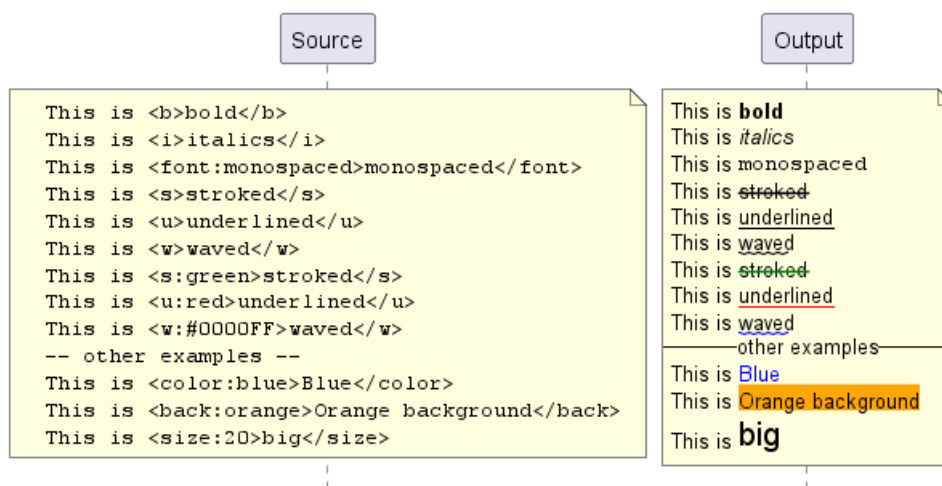 Source
This is <b>bold</b>
This is <i>italics</i>
This is <font:monospaced>monospaced</font>
This is <s>stroked</s>
This is <u>underlined</u>
This is <w>waved</w>
This is <s:green>stroked</s>
This is <u:red>underlined</u>
This is <w:#0000FF>waved</w>
-- other examples --
This is <color:blue>Blue</color>
This is <back:orange>Orange background</back>
This is <size:20>big</size>
Output
This is bold
This is italics
This is monospaced
This is stroked
This is underlined
This is waved
This is stroked
This is underlined
This is waved
other examples
This is Blue
This is Orange background
This is big